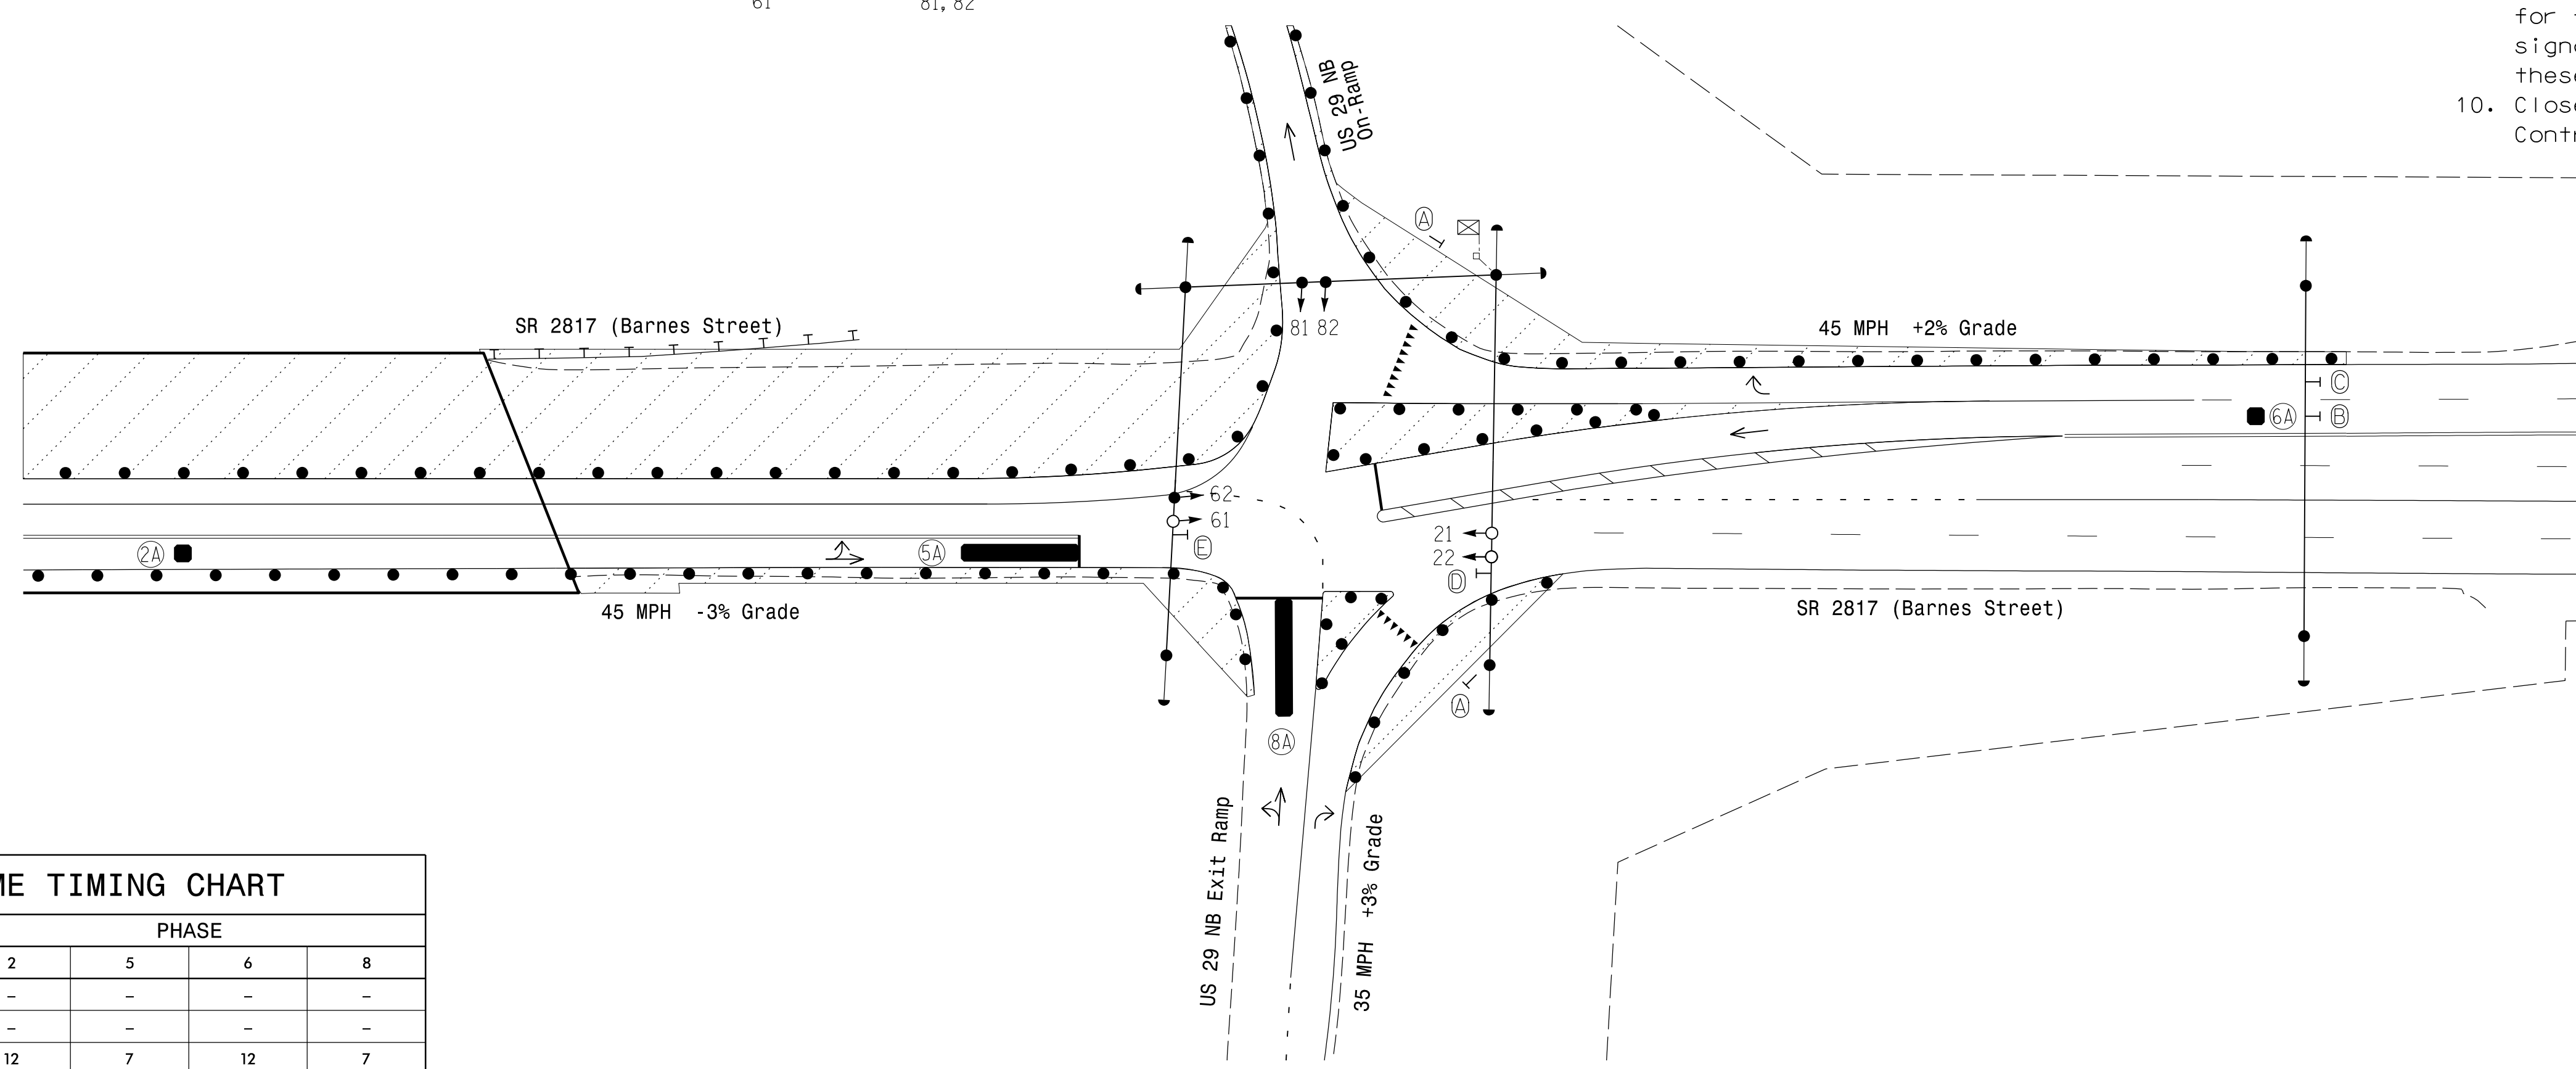 61 81,82
for
signe
these
10. Close
Contr
US 29 NB
On-Ramp
A
SR 2817 (Barnes Street)
81 82
45 MPH +2% Grade
C
6A B
62
61
E
21
22
D
2A
5A
45 MPH -3% Grade
SR 2817 (Barnes Street)
A
8A
US 29 NB Exit Ramp
35 MPH +3% Grade
ME TIMING CHART
PHASE
2 5 6 8
- - - -
- - - -
12 7 12 7